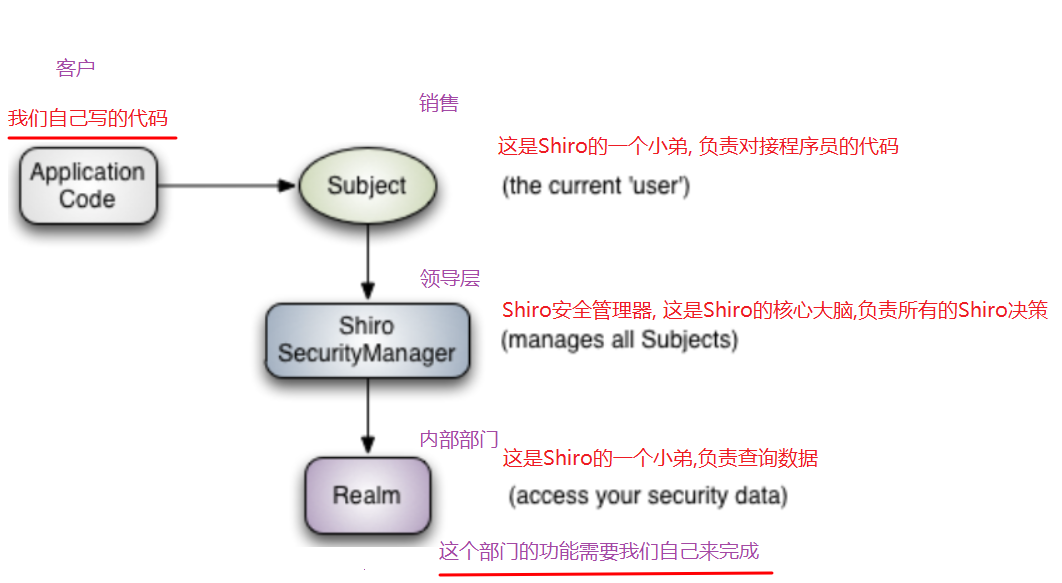 客户
销售
我们自己写的代码
这是Shiro的一个小弟, 负责对接程序员的代码
Application
Code
Subject
(the current 'user')
领导层
Shiro安全管理器, 这是Shiro的核心大脑,负责所有的Shiro决策
Shiro
SecurityManager
(manages all Subjects)
内部部门
这是Shiro的一个小弟,负责查询数据
Realm
(access your security data)
这个部门的功能需要我们自己来完成